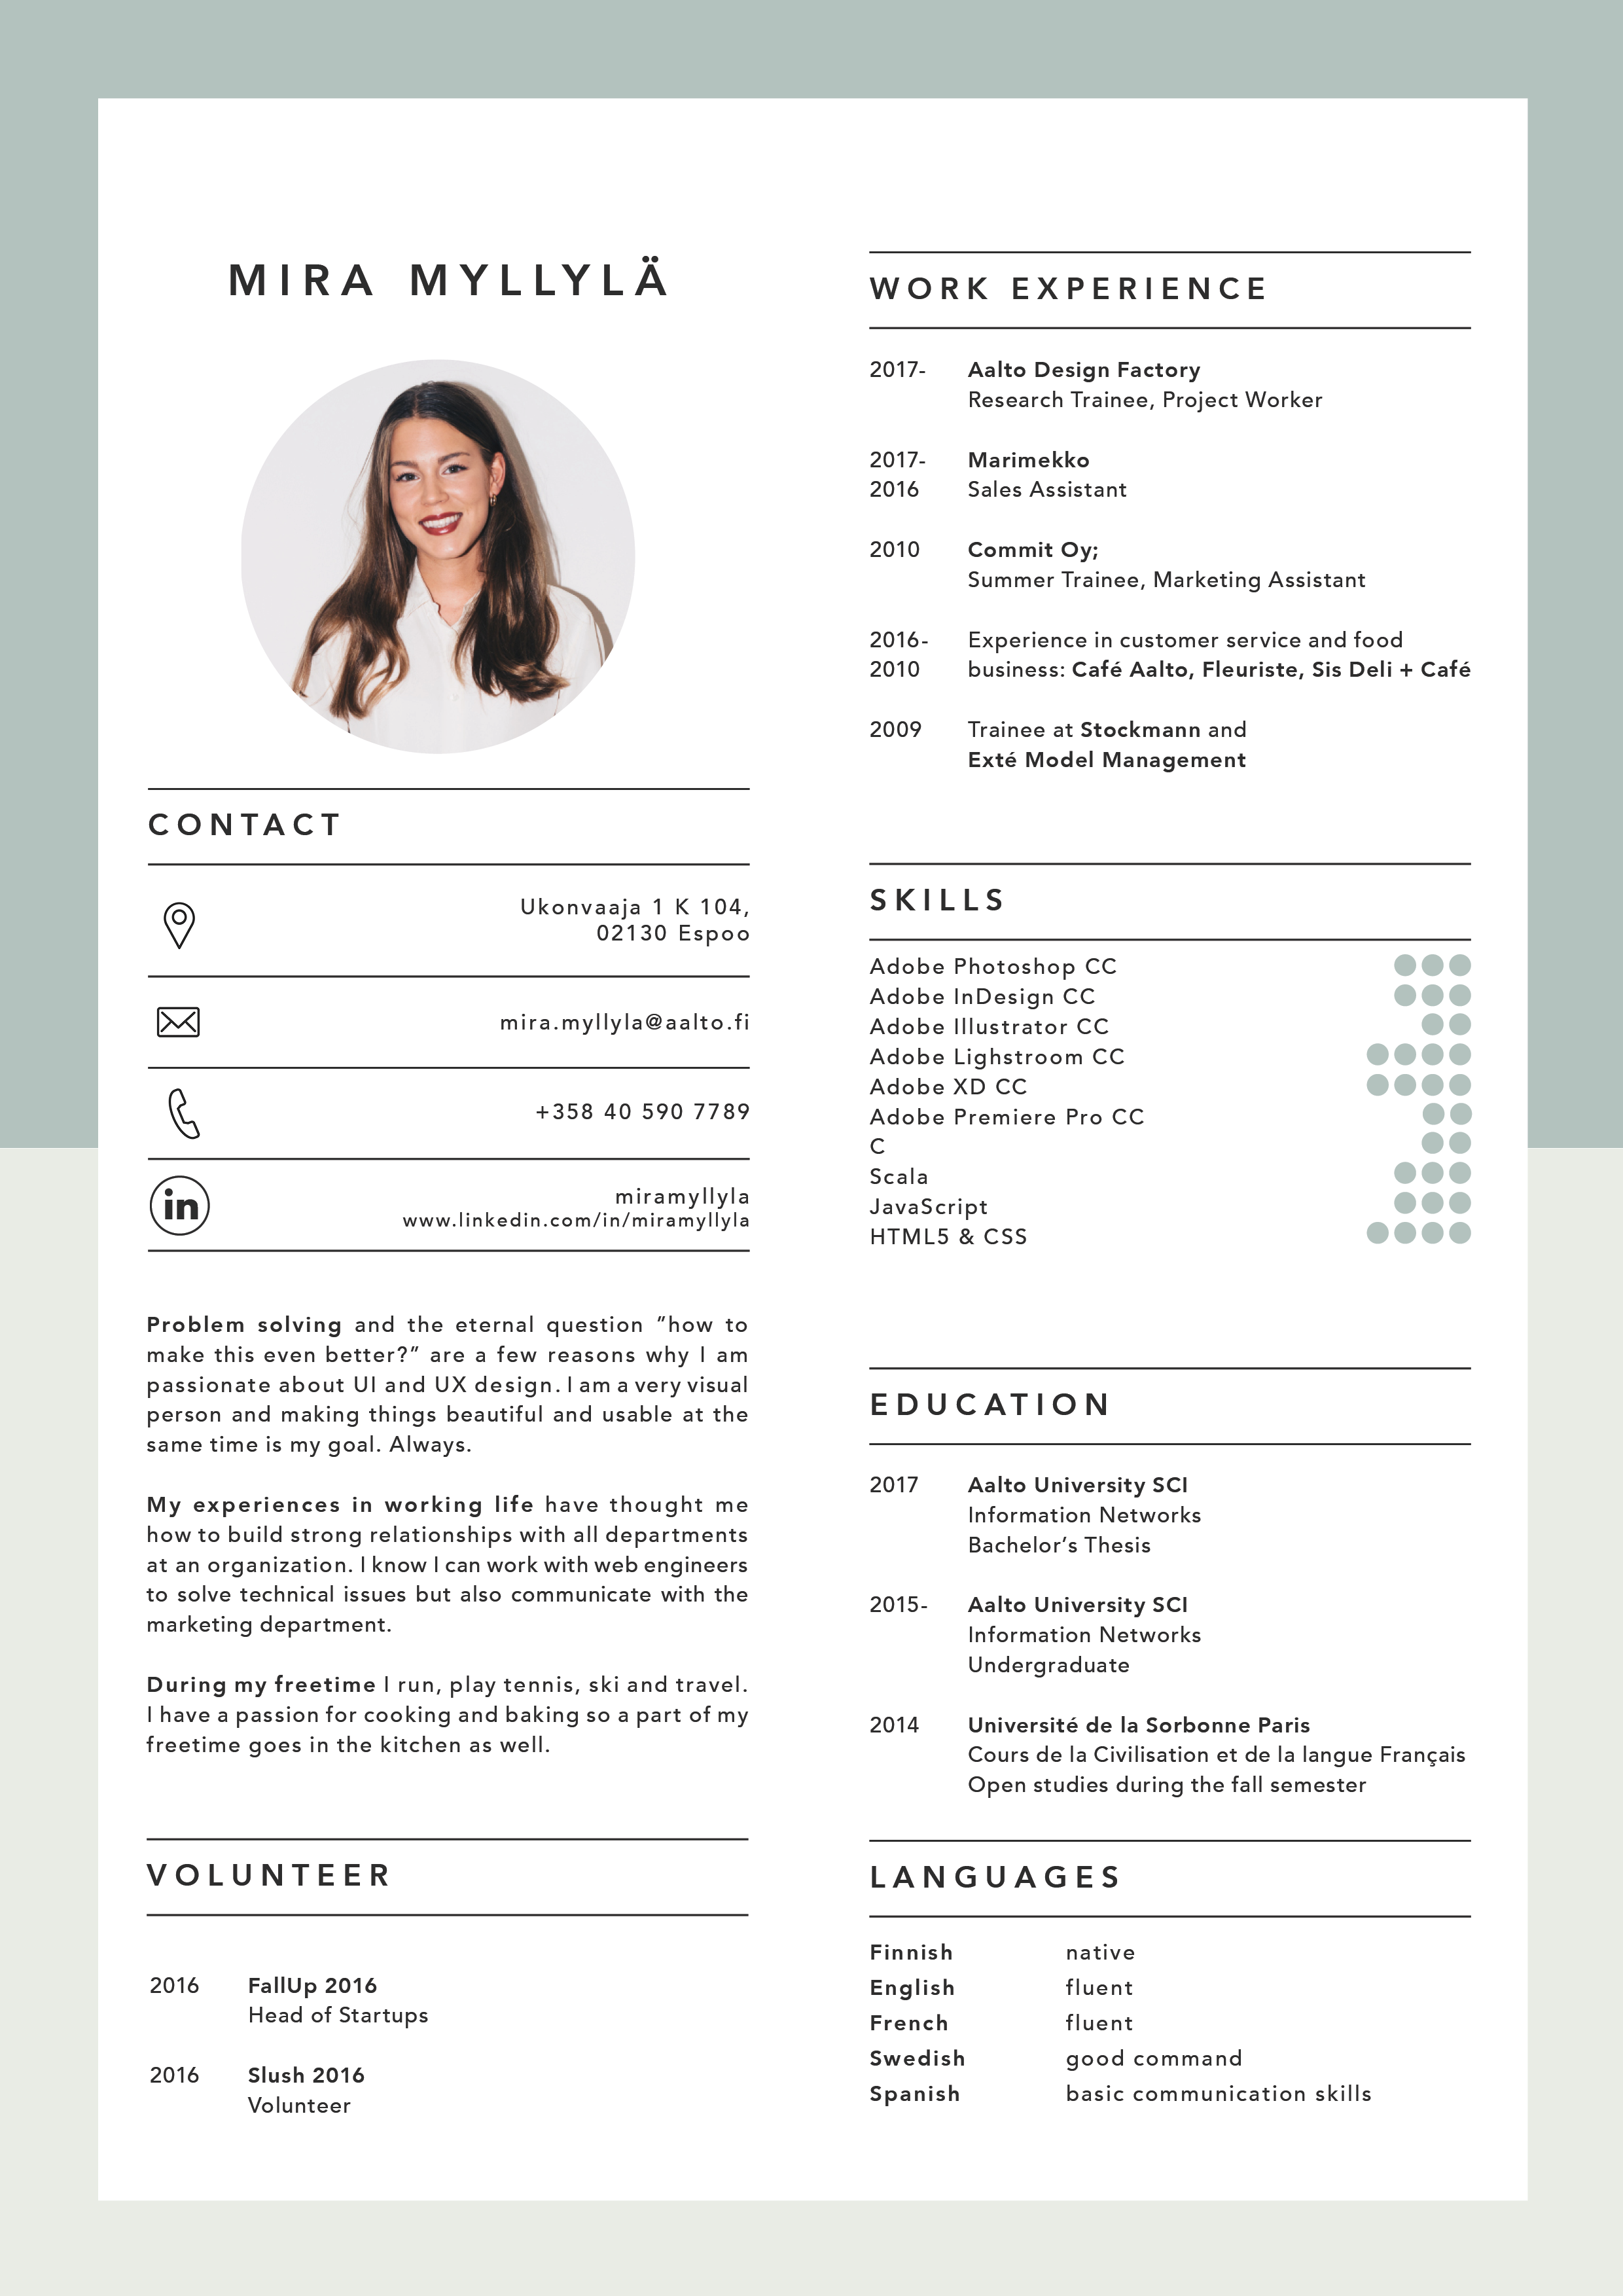 MIRA MYLLYLÄ
CONTACT
Ukonvaaja 1 K 104,
02130 Espoo
mira.myllyla@aalto.fi
+358 40 590 7789
in
miramyllyla
www.linkedin.com/in/miramyllyla
Problem solving and the eternal question ”how to
make this even better?” are a few reasons why I am
passionate about UI and UX design. I am a very visual
person and making things beautiful and usable at the
same time is my goal. Always.
My experiences in working life have thought me
how to build strong relationships with all departments
at an organization. I know I can work with web engineers
to solve technical issues but also communicate with the
marketing department.
During my freetime I run, play tennis, ski and travel.
I have a passion for cooking and baking so a part of my
freetime goes in the kitchen as well.
VOLUNTEER
2016 FallUp 2016
Head of Startups
2016 Slush 2016
Volunteer
WORK EXPERIENCE
2017- Aalto Design Factory
Research Trainee, Project Worker
2017- Marimekko
2016 Sales Assistant
2010 Commit Oy;
Summer Trainee, Marketing Assistant
2016- Experience in customer service and food
2010 business: Café Aalto, Fleuriste, Sis Deli + Café
2009 Trainee at Stockmann and
Exté Model Management
SKILLS
Adobe Photoshop CC
Adobe InDesign CC
Adobe Illustrator CC
Adobe Lighstroom CC
Adobe XD CC
Adobe Premiere Pro CC
C
Scala
JavaScript
HTML5 & CSS
EDUCATION
2017 Aalto University SCI
Information Networks
Bachelor’s Thesis
2015- Aalto University SCI
Information Networks
Undergraduate
2014 Université de la Sorbonne Paris
Cours de la Civilisation et de la langue Français
Open studies during the fall semester
LANGUAGES
Finnish native
English fluent
French fluent
Swedish good command
Spanish basic communication skills